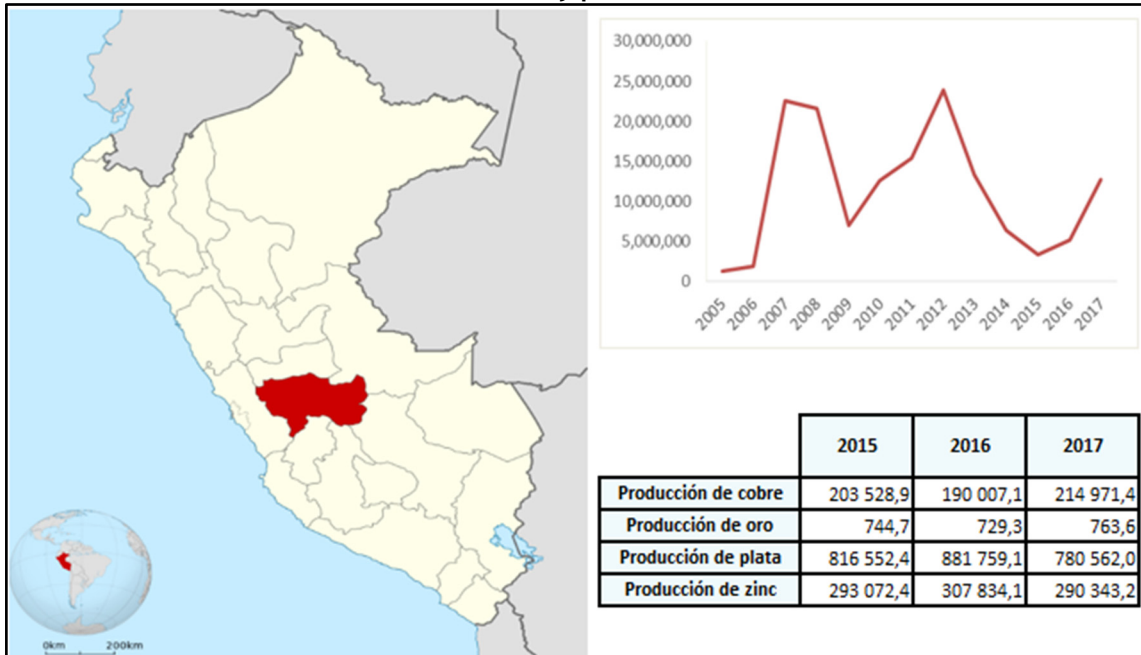 30,000,000
25,000,000
20,000,000
15,000,000
10,000,000
5,000,000
0
2005 2006 2007 2008 2009 2010 2011 2012 2013 2014 2015 2016 2017
2015 2016 2017
Producción de cobre 203 528,9 190 007,1 214 971,4
Producción de oro 744,7 729,3 763,6
Producción de plata 816 552,4 881 759,1 780 562,0
Producción de zinc 293 072,4 307 834,1 290 343,2
0km 200km